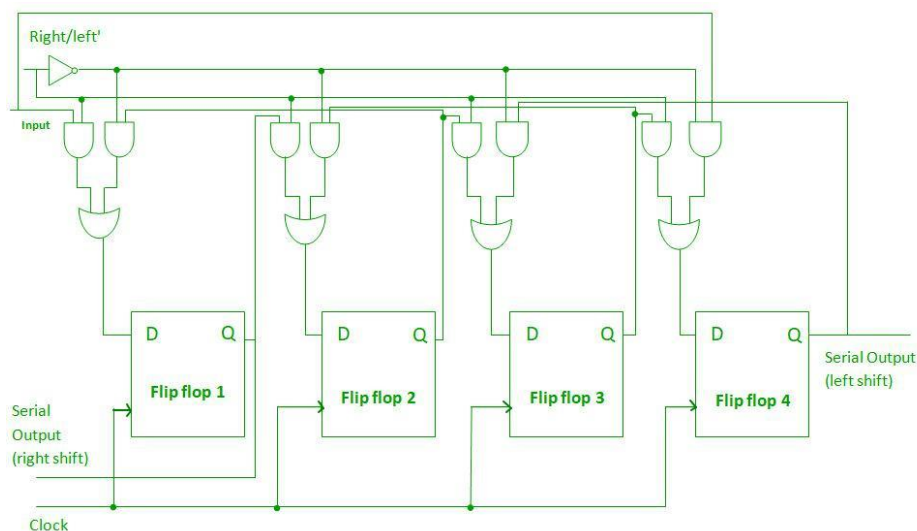 Right/left'
Input
D Q
Flip flop 1
D Q
Flip flop 2
D Q
Flip flop 3
D Q
Flip flop 4
Serial Output
(left shift)
Serial
Output
(right shift)
Clock